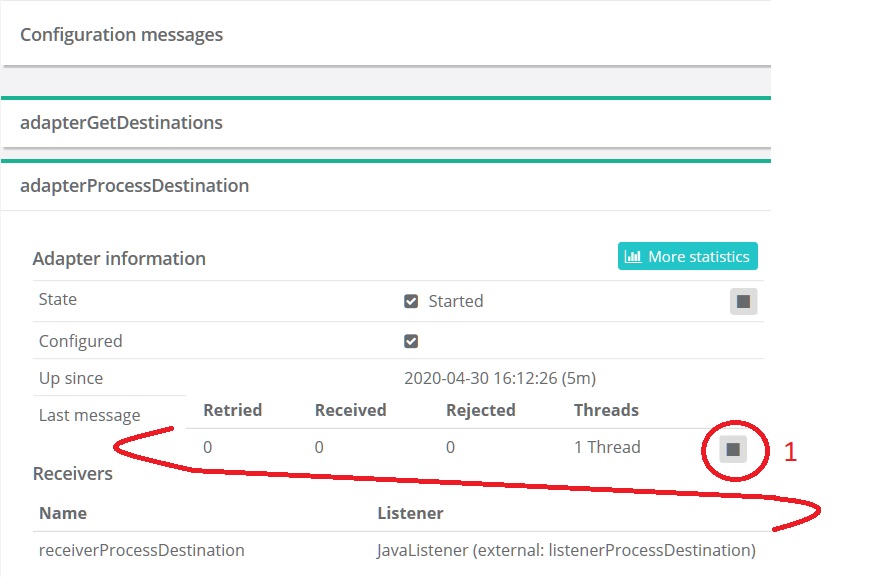 Configuration messages
adapterGetDestinations
adapterProcessDestination
Adapter information
More statistics
State Started
Configured
Up since 2020-04-30 16:12:26 (5m)
Last message
Retried Received Rejected Threads
0 0 0 1 Thread
1
Receivers
Name Listener
receiverProcessDestination JavaListener (external: listenerProcessDestination)